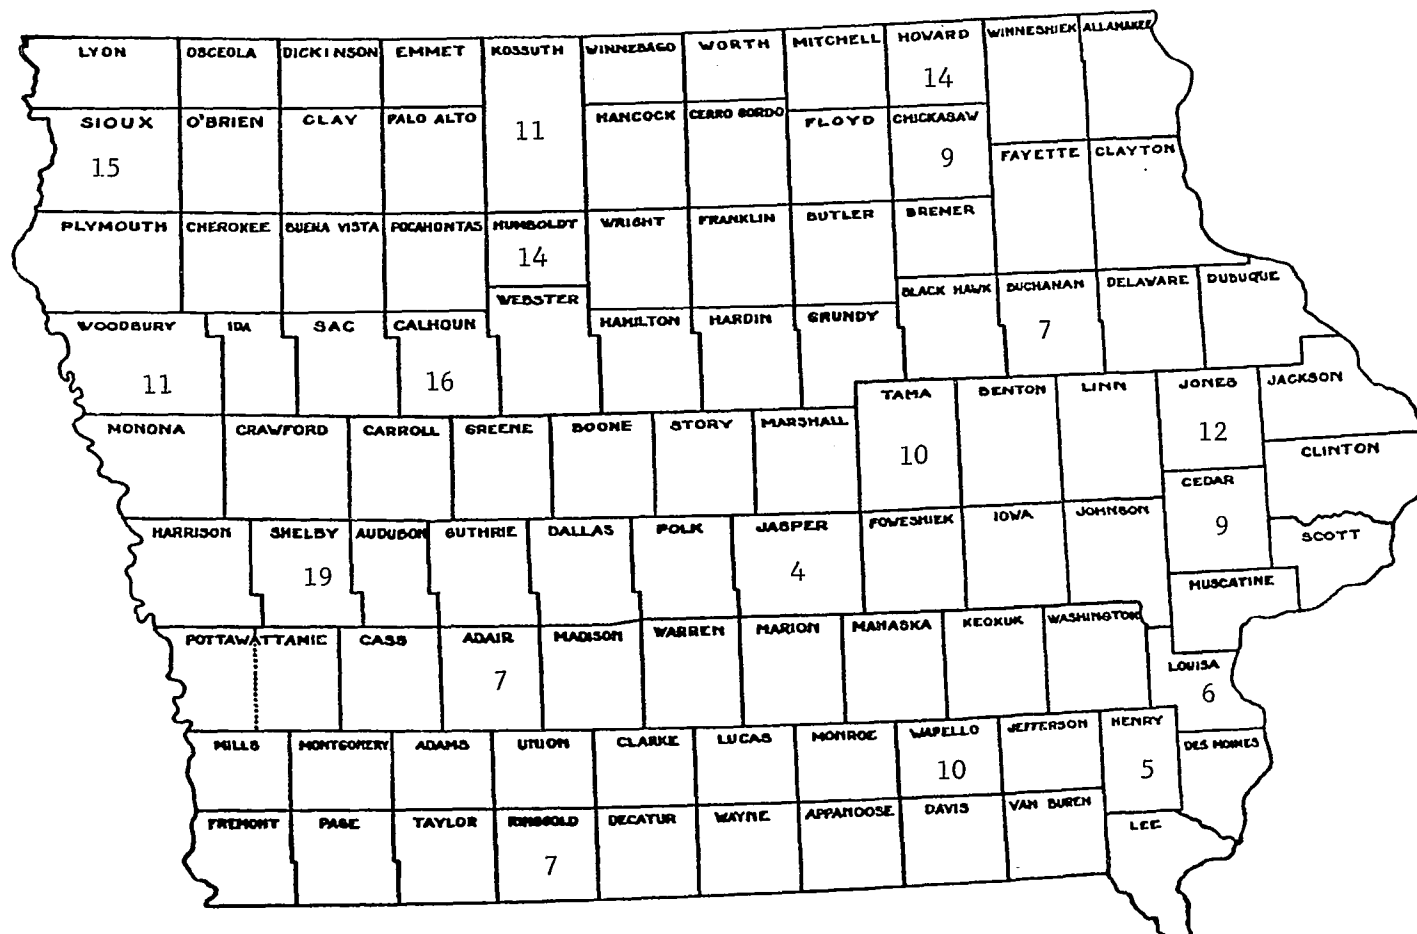 LYON OSCEOLA DICKINSON EMMET KOSSUTH WINNEBAGO WORTH MITCHELL HOWARD WINNESHIEK ALLAMAKEE
14
SIOUX O'BRIEN CLAY PALO ALTO 11 HANCOCK CERRO GORDO FLOYD CHICKASAW
15 9 FAYETTE CLAYTON
PLYMOUTH CHEROKEE BUENA VISTA POCAHONTAS HUMBOLDT WRIGHT FRANKLIN BUTLER BREMER
14
WEBSTER BLACK HAWK BUCHANAN DELAWARE DUBUQUE
WOODBURY IDA SAC CALHOUN HAMILTON HARDIN GRUNDY 7
11 16 TAMA BENTON LINN JONES JACKSON
MONONA CRAWFORD CARROLL GREENE BOONE STORY MARSHALL 10 12 CLINTON
CEDAR
HARRISON SHELBY AUDUBON GUTHRIE DALLAS POLK JASPER POWESHIEK IOWA JOHNSON 9 SCOTT
19 4 MUSCATINE
POTTAWATTAMIE CASS ADAIR MADISON WARREN MARION MAHASKA KEOKUK WASHINGTON
7 LOUISA
6
MILLS MONTGOMERY ADAMS UNION CLARKE LUCAS MONROE WAPELLO JEFFERSON HENRY DES MOINES
10 5
FREMONT PAGE TAYLOR RINGGOLD DECATUR WAYNE APPANOOSE DAVIS VAN BUREN LEE
7